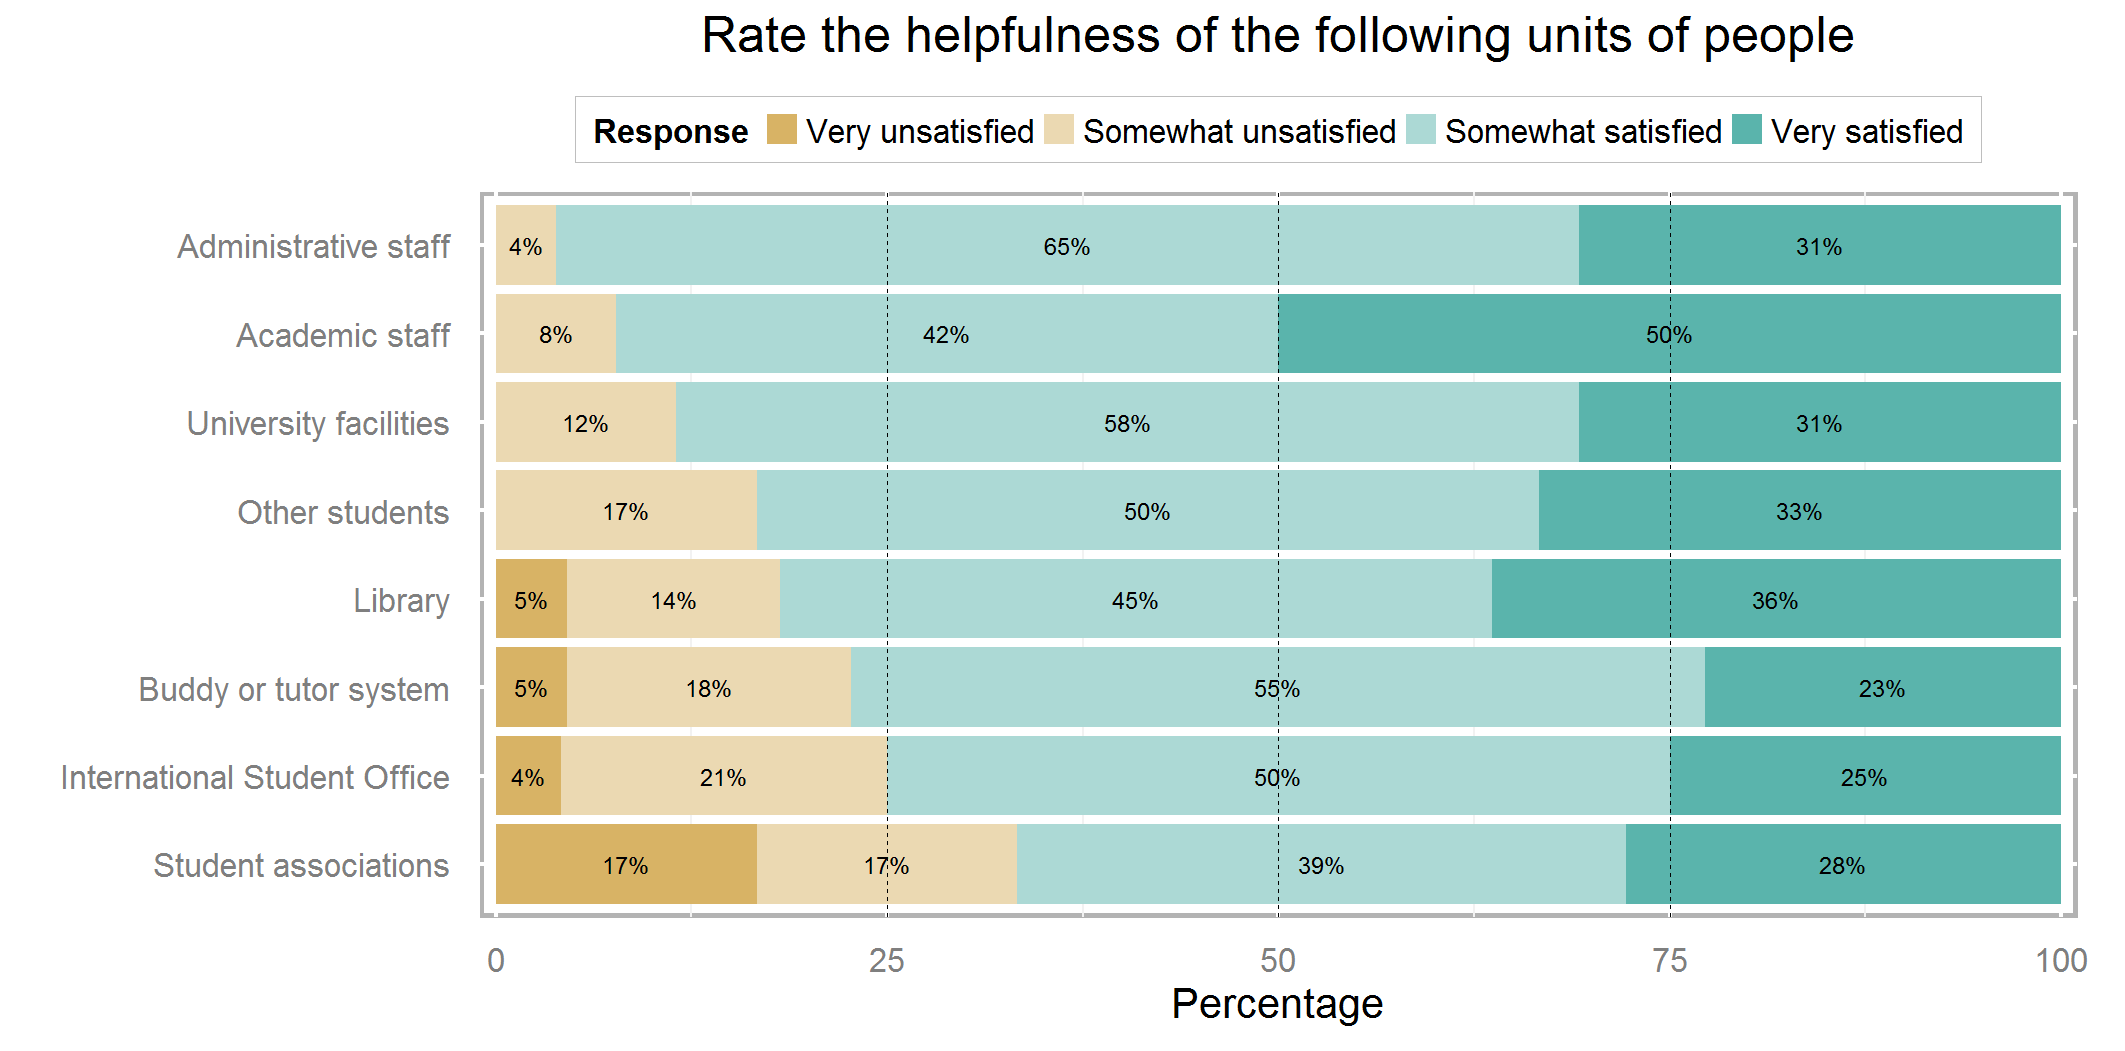 Rate the helpfulness of the following units of people
Response Very unsatisfied Somewhat unsatisfied Somewhat satisfied Very satisfied
Administrative staff 4% 65% 31%
Academic staff 8% 42% 50%
University facilities 12% 58% 31%
Other students 17% 50% 33%
Library 5% 14% 45% 36%
Buddy or tutor system 5% 18% 55% 23%
International Student Office 4% 21% 50% 25%
Student associations 17% 17% 39% 28%
0 25 50 75 100
Percentage